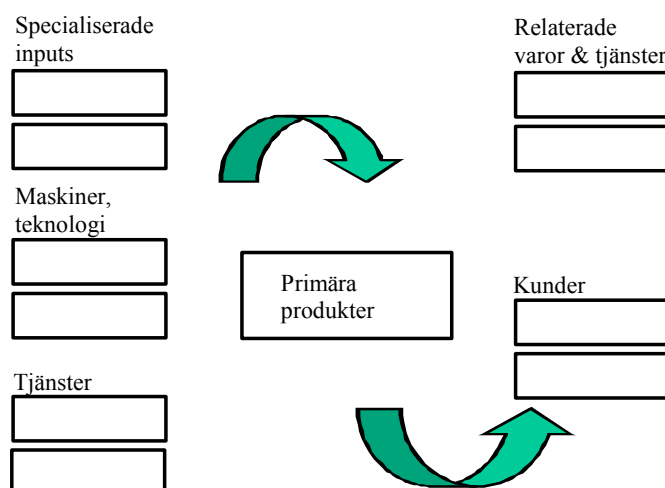 Specialiserade
inputs
Relaterade
varor & tjänster
Maskiner,
teknologi
Primära
produkter
Kunder
Tjänster